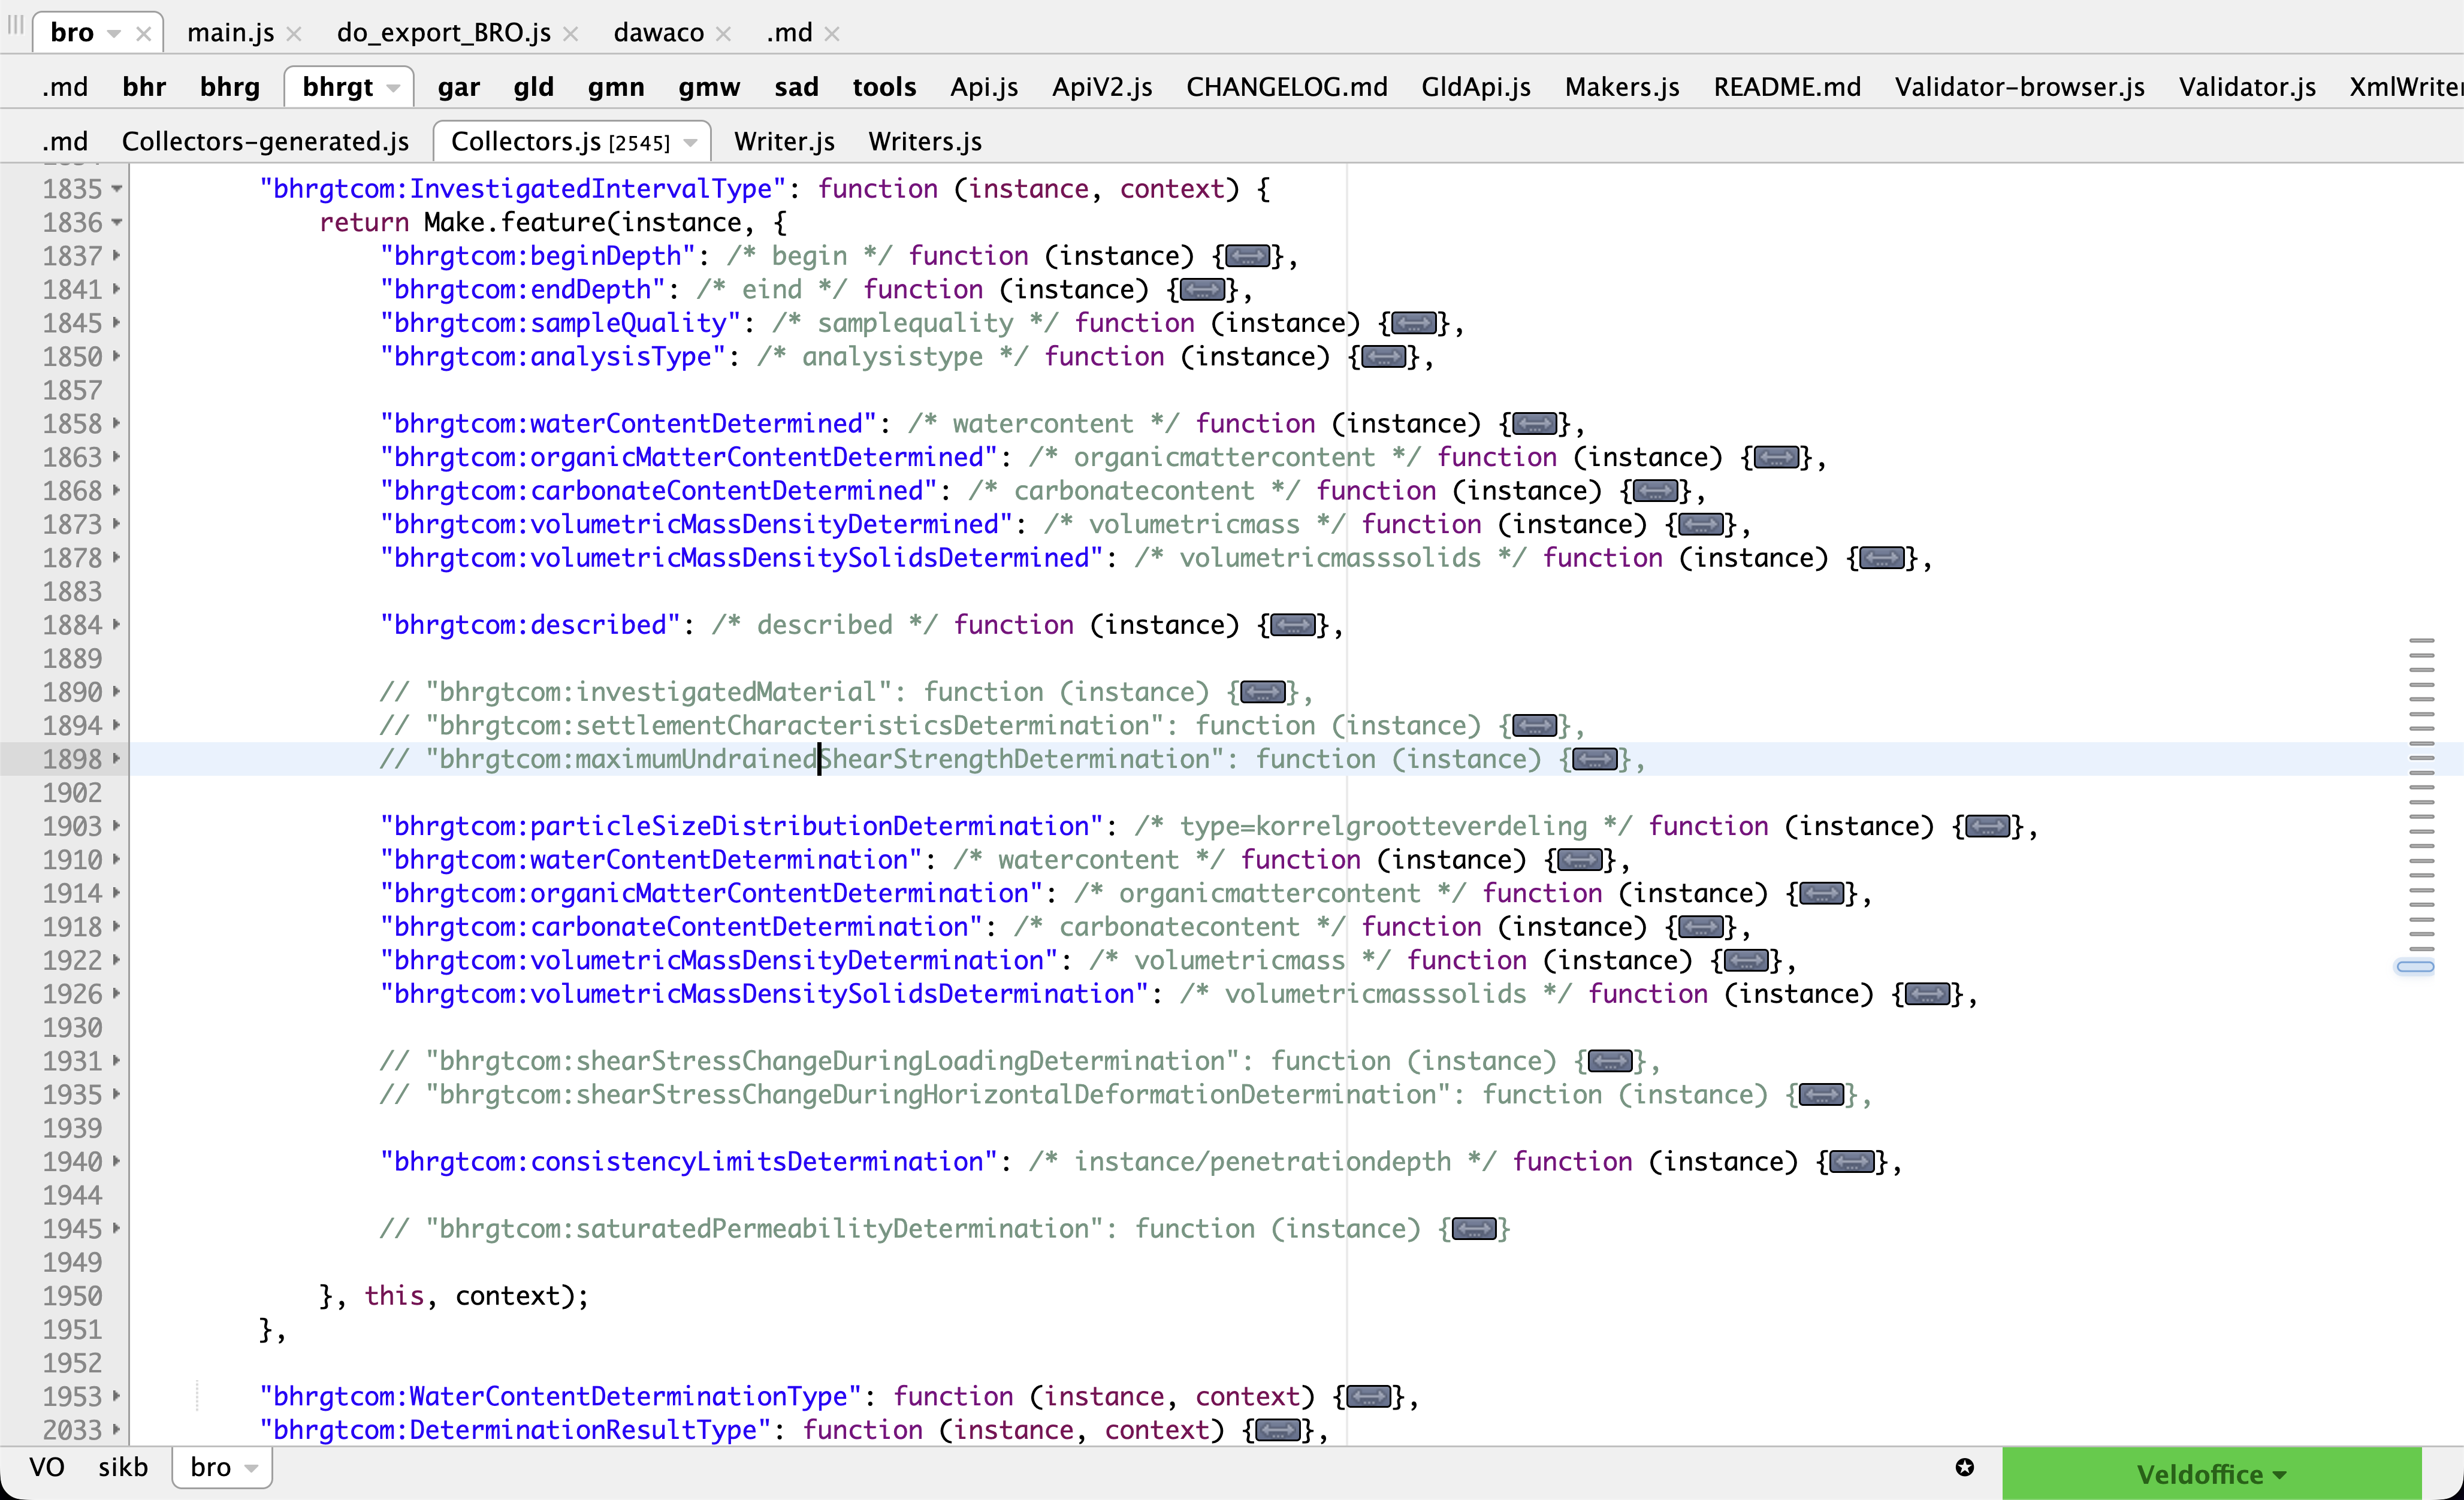 bro main.js do_export_BRO.js dawaco .md
.md bhr bhrg bhrgt gar gld gmn gmw sad tools Api.js ApiV2.js CHANGELOG.md GldApi.js Makers.js README.md Validator-browser.js Validator.js XmlWriter
.md Collectors-generated.js Collectors.js [2545] Writer.js Writers.js
1835 "bhrgtcom:InvestigatedIntervalType": function (instance, context) {
1836 return Make.feature(instance, {
1837 "bhrgtcom:beginDepth": /* begin */ function (instance) {},
1841 "bhrgtcom:endDepth": /* eind */ function (instance) {},
1845 "bhrgtcom:sampleQuality": /* samplequality */ function (instance) {},
1850 "bhrgtcom:analysisType": /* analysistype */ function (instance) {},
1857
1858 "bhrgtcom:waterContentDetermined": /* watercontent */ function (instance) {},
1863 "bhrgtcom:organicMatterContentDetermined": /* organicmattercontent */ function (instance) {},
1868 "bhrgtcom:carbonateContentDetermined": /* carbonatecontent */ function (instance) {},
1873 "bhrgtcom:volumetricMassDensityDetermined": /* volumetricmass */ function (instance) {},
1878 "bhrgtcom:volumetricMassDensitySolidsDetermined": /* volumetricmasssolids */ function (instance) {},
1883
1884 "bhrgtcom:described": /* described */ function (instance) {},
1889
1890 // "bhrgtcom:investigatedMaterial": function (instance) {},
1894 // "bhrgtcom:settlementCharacteristicsDetermination": function (instance) {},
1898 // "bhrgtcom:maximumUndrainedShearStrengthDetermination": function (instance) {},
1902
1903 "bhrgtcom:particleSizeDistributionDetermination": /* type=korrelgrootteverdeling */ function (instance) {},
1910 "bhrgtcom:waterContentDetermination": /* watercontent */ function (instance) {},
1914 "bhrgtcom:organicMatterContentDetermination": /* organicmattercontent */ function (instance) {},
1918 "bhrgtcom:carbonateContentDetermination": /* carbonatecontent */ function (instance) {},
1922 "bhrgtcom:volumetricMassDensityDetermination": /* volumetricmass */ function (instance) {},
1926 "bhrgtcom:volumetricMassDensitySolidsDetermination": /* volumetricmasssolids */ function (instance) {},
1930
1931 // "bhrgtcom:shearStressChangeDuringLoadingDetermination": function (instance) {},
1935 // "bhrgtcom:shearStressChangeDuringHorizontalDeformationDetermination": function (instance) {},
1939
1940 "bhrgtcom:consistencyLimitsDetermination": /* instance/penetrationdepth */ function (instance) {},
1944
1945 // "bhrgtcom:saturatedPermeabilityDetermination": function (instance) {}
1949
1950 }, this, context);
1951 },
1952
1953 "bhrgtcom:WaterContentDeterminationType": function (instance, context) {},
2033 "bhrgtcom:DeterminationResultType": function (instance, context) {},
VO sikb bro Veldoffice